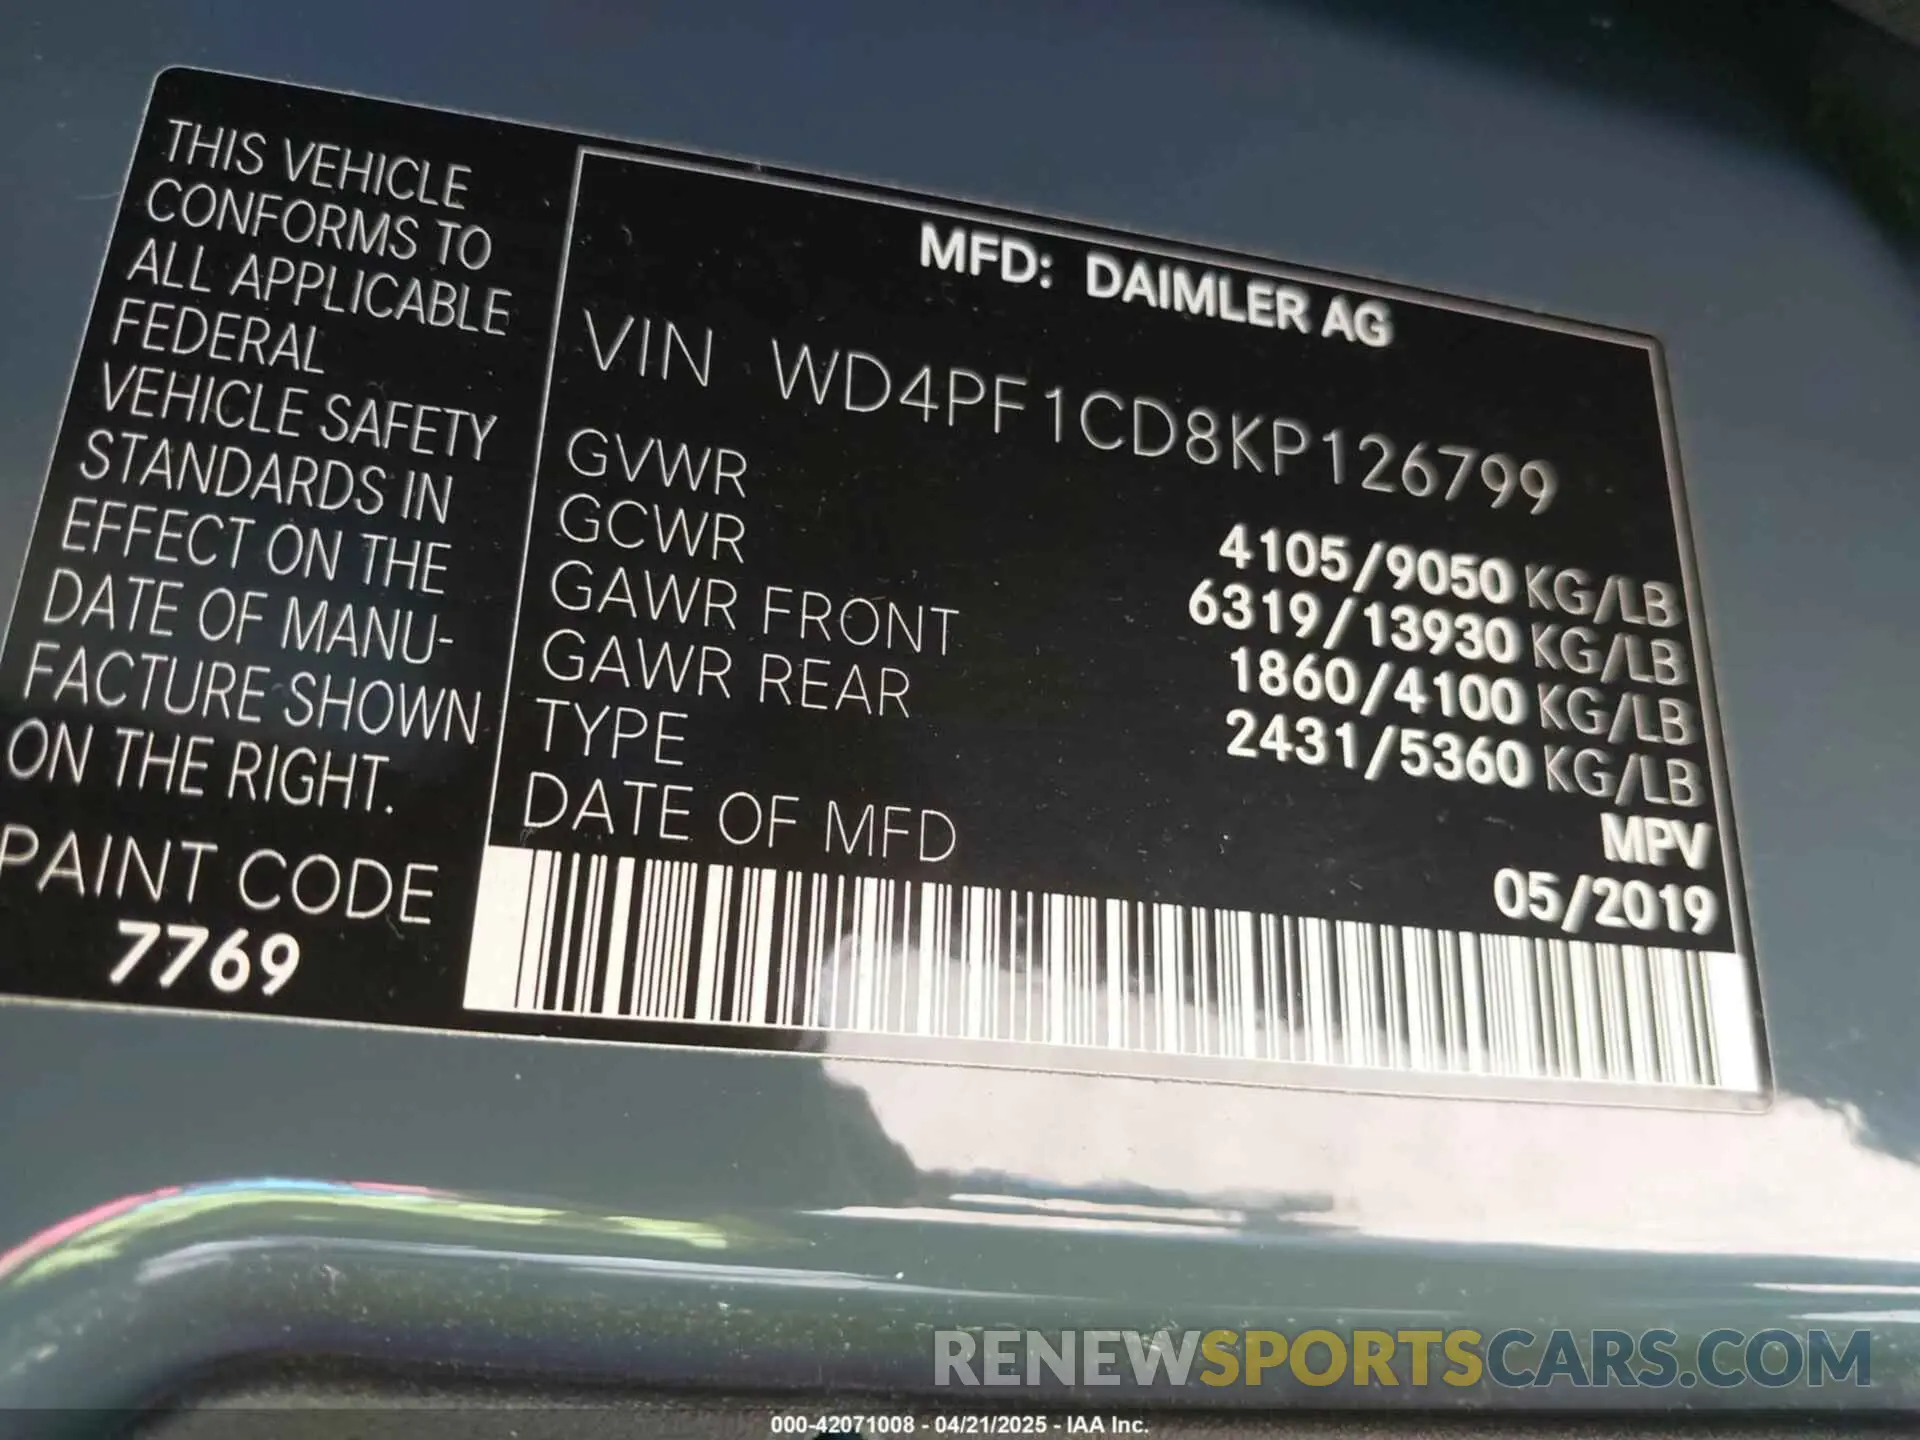 THIS VEHICLE
CONFORMS TO
ALL APPLICABLE
FEDERAL
VEHICLE SAFETY
STANDARDS IN
EFFECT ON THE
DATE OF MANU-
FACTURE SHOWN
ON THE RIGHT.
PAINT CODE
7769
MFD: DAIMLER AG
VIN WD4PF1CD8KP126799
GVWR 4105/9050 KG/LB
GCWR 6319/13930 KG/LB
GAWR FRONT 1860/4100 KG/LB
GAWR REAR 2431/5360 KG/LB
TYPE MPV
DATE OF MFD 05/2019
RENEWSPORTSCARS.COM
000-42071008 - 04/21/2025 - IAA Inc.